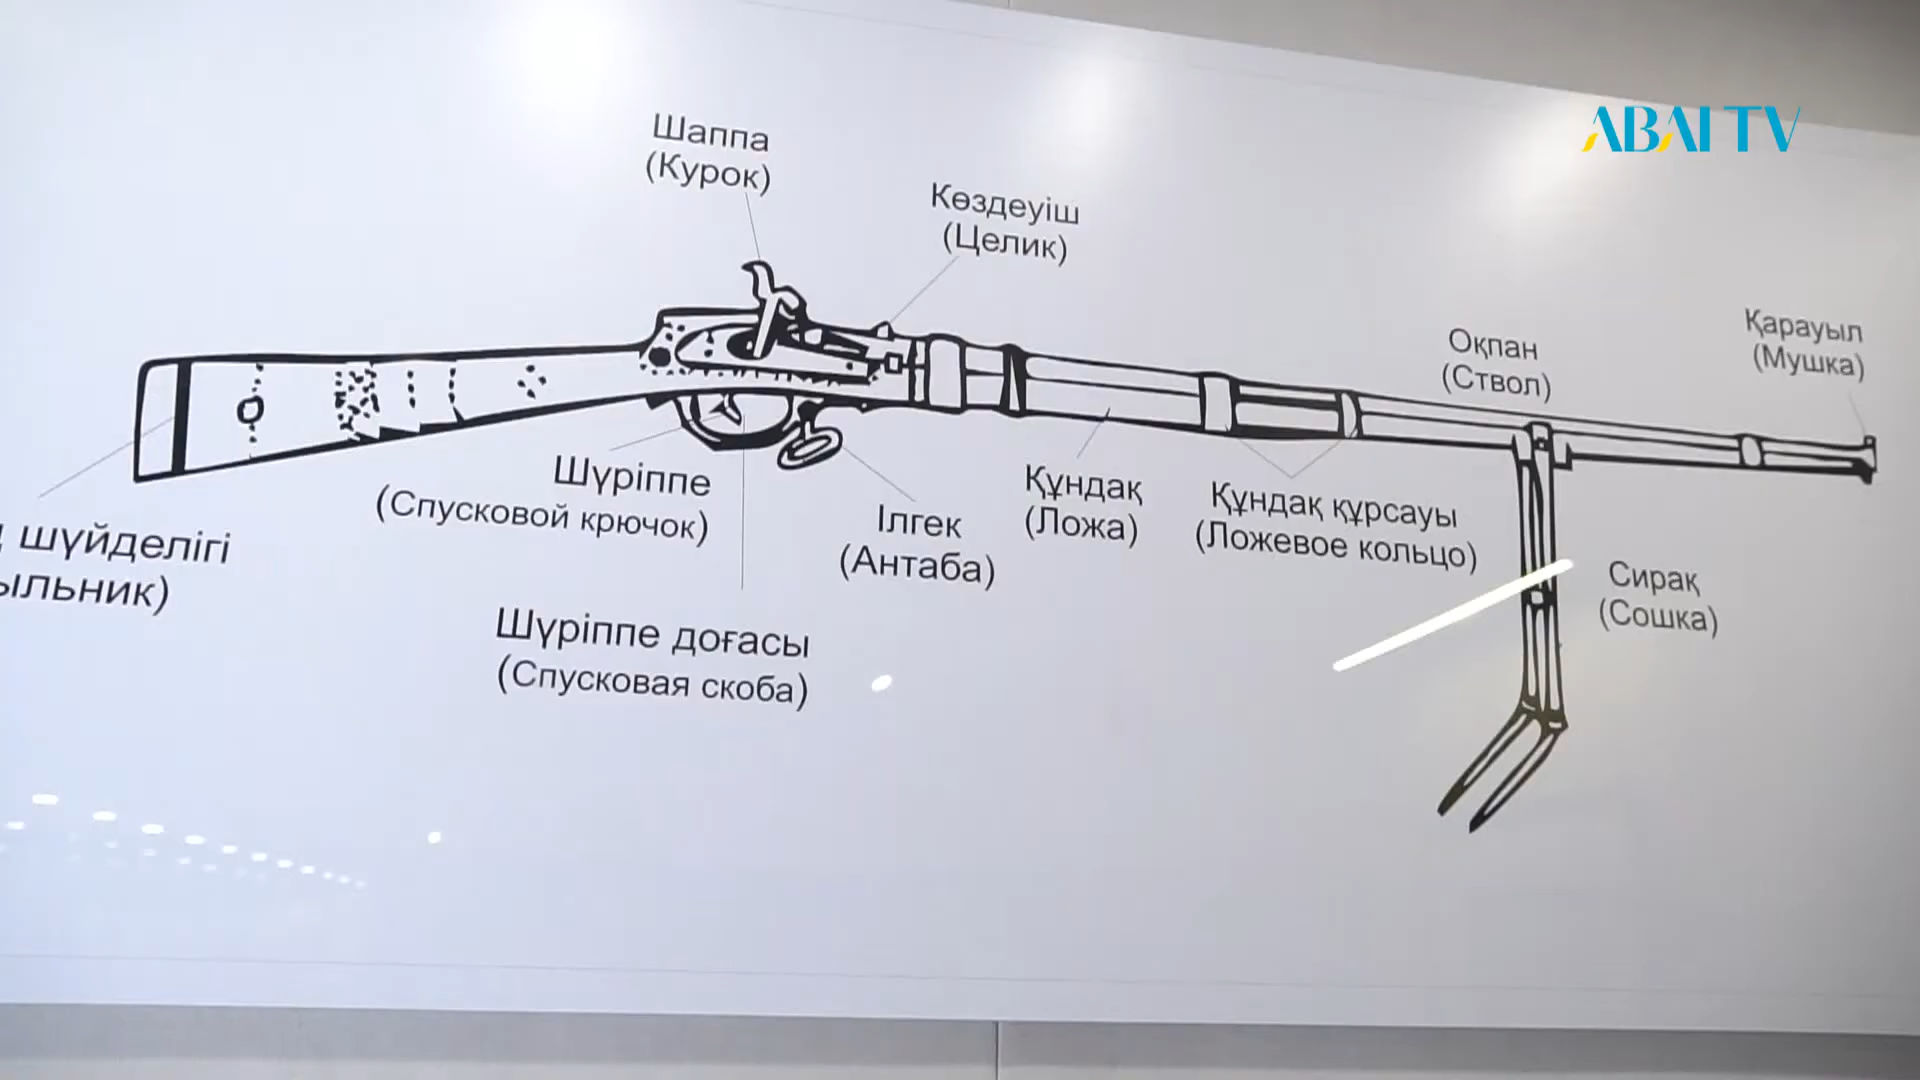 ABAI TV
Шаппа
(Курок)
Көздеуіш
(Целик)
Оқпан
(Ствол)
Қарауыл
(Мушка)
Шүріппе
(Спусковой крючок)
Ілгек
(Антаба)
Құндақ
(Ложа)
Құндақ құрсауы
(Ложевое кольцо)
Сирақ
(Сошка)
шүйделігі
Шүріппе доғасы
(Спусковая скоба)